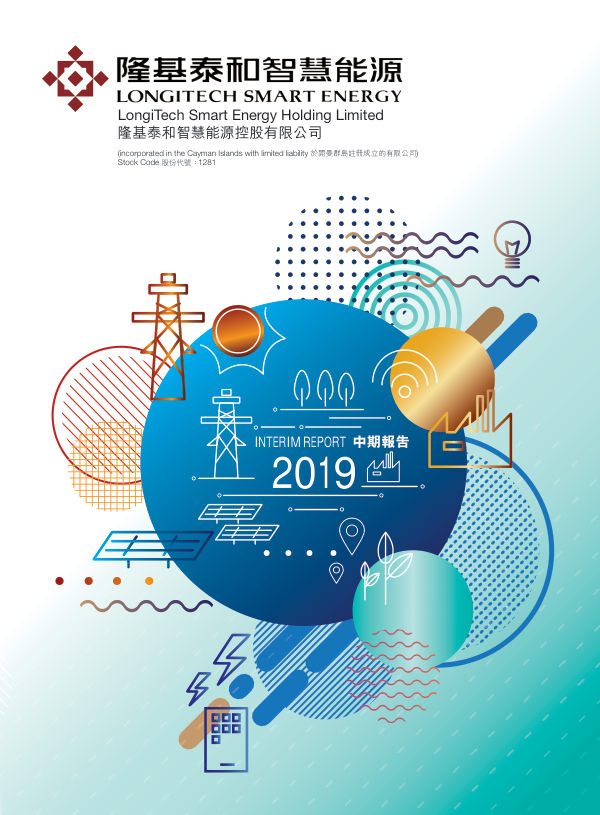 隆基泰和智慧能源
LONGITECH SMART ENERGY
LongiTech Smart Energy Holding Limited
隆基泰和智慧能源控股有限公司
(incorporated in the Cayman Islands with limited liability 於開曼群島註冊成立的有限公司)
Stock Code 股份代號：1281
INTERIM REPORT 中期報告
2019